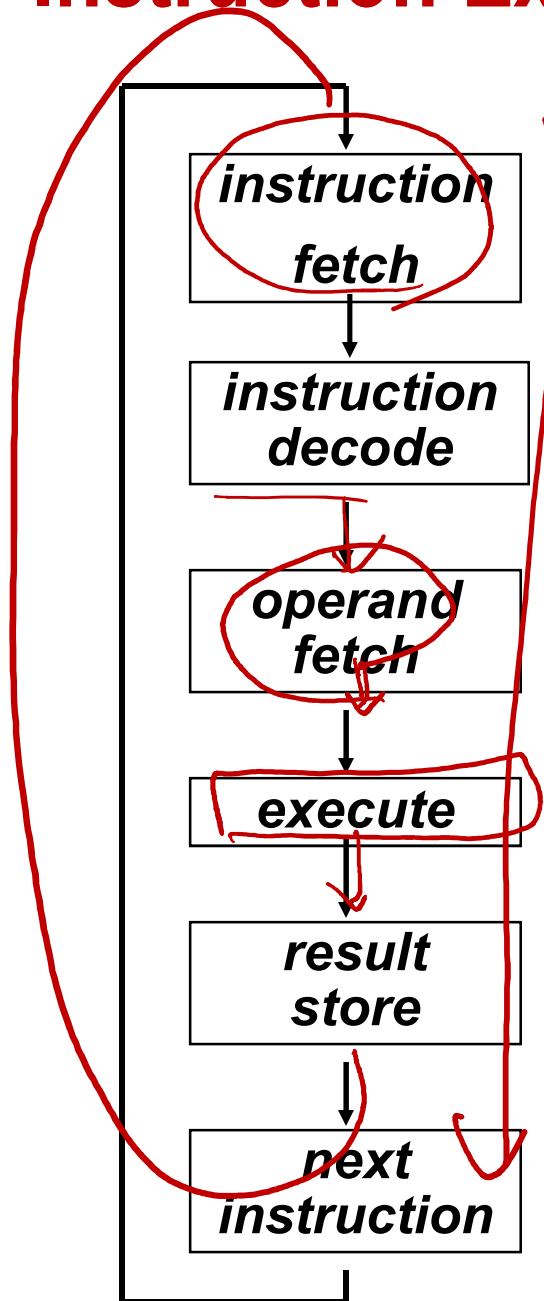 instruction
fetch
instruction
decode
operand
fetch
execute
result
store
next
instruction